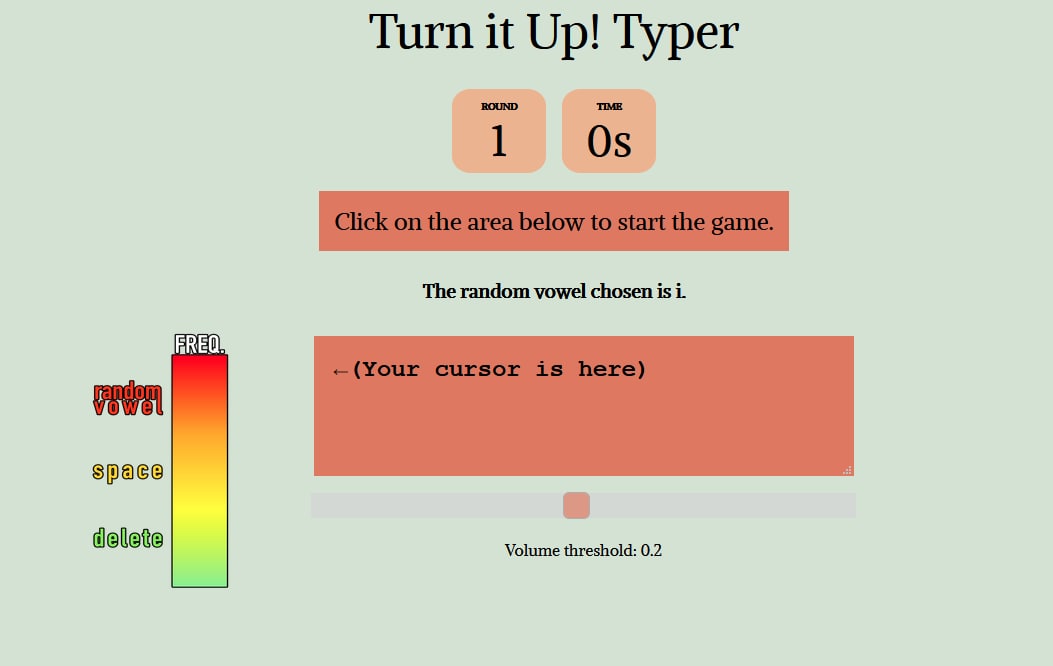 Turn it Up! Typer
ROUND
1
TIME
0s
Click on the area below to start the game.
The random vowel chosen is i.
FREQ.
random
vowel
space
delete
←(Your cursor is here)
Volume threshold: 0.2